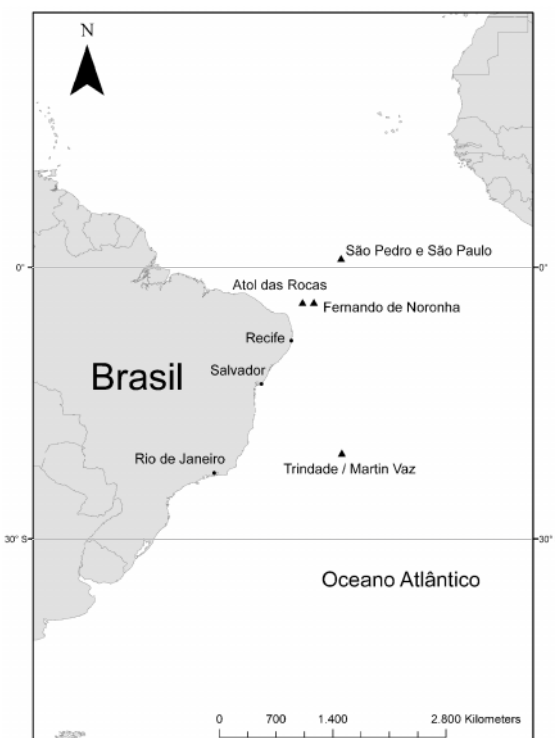 N
São Pedro e São Paulo
0°
0°
Atol das Rocas
Fernando de Noronha
Recife
Brasil
Salvador
Rio de Janeiro
Trindade / Martin Vaz
30° S
30°
Oceano Atlântico
0 700 1.400 2.800 Kilometers